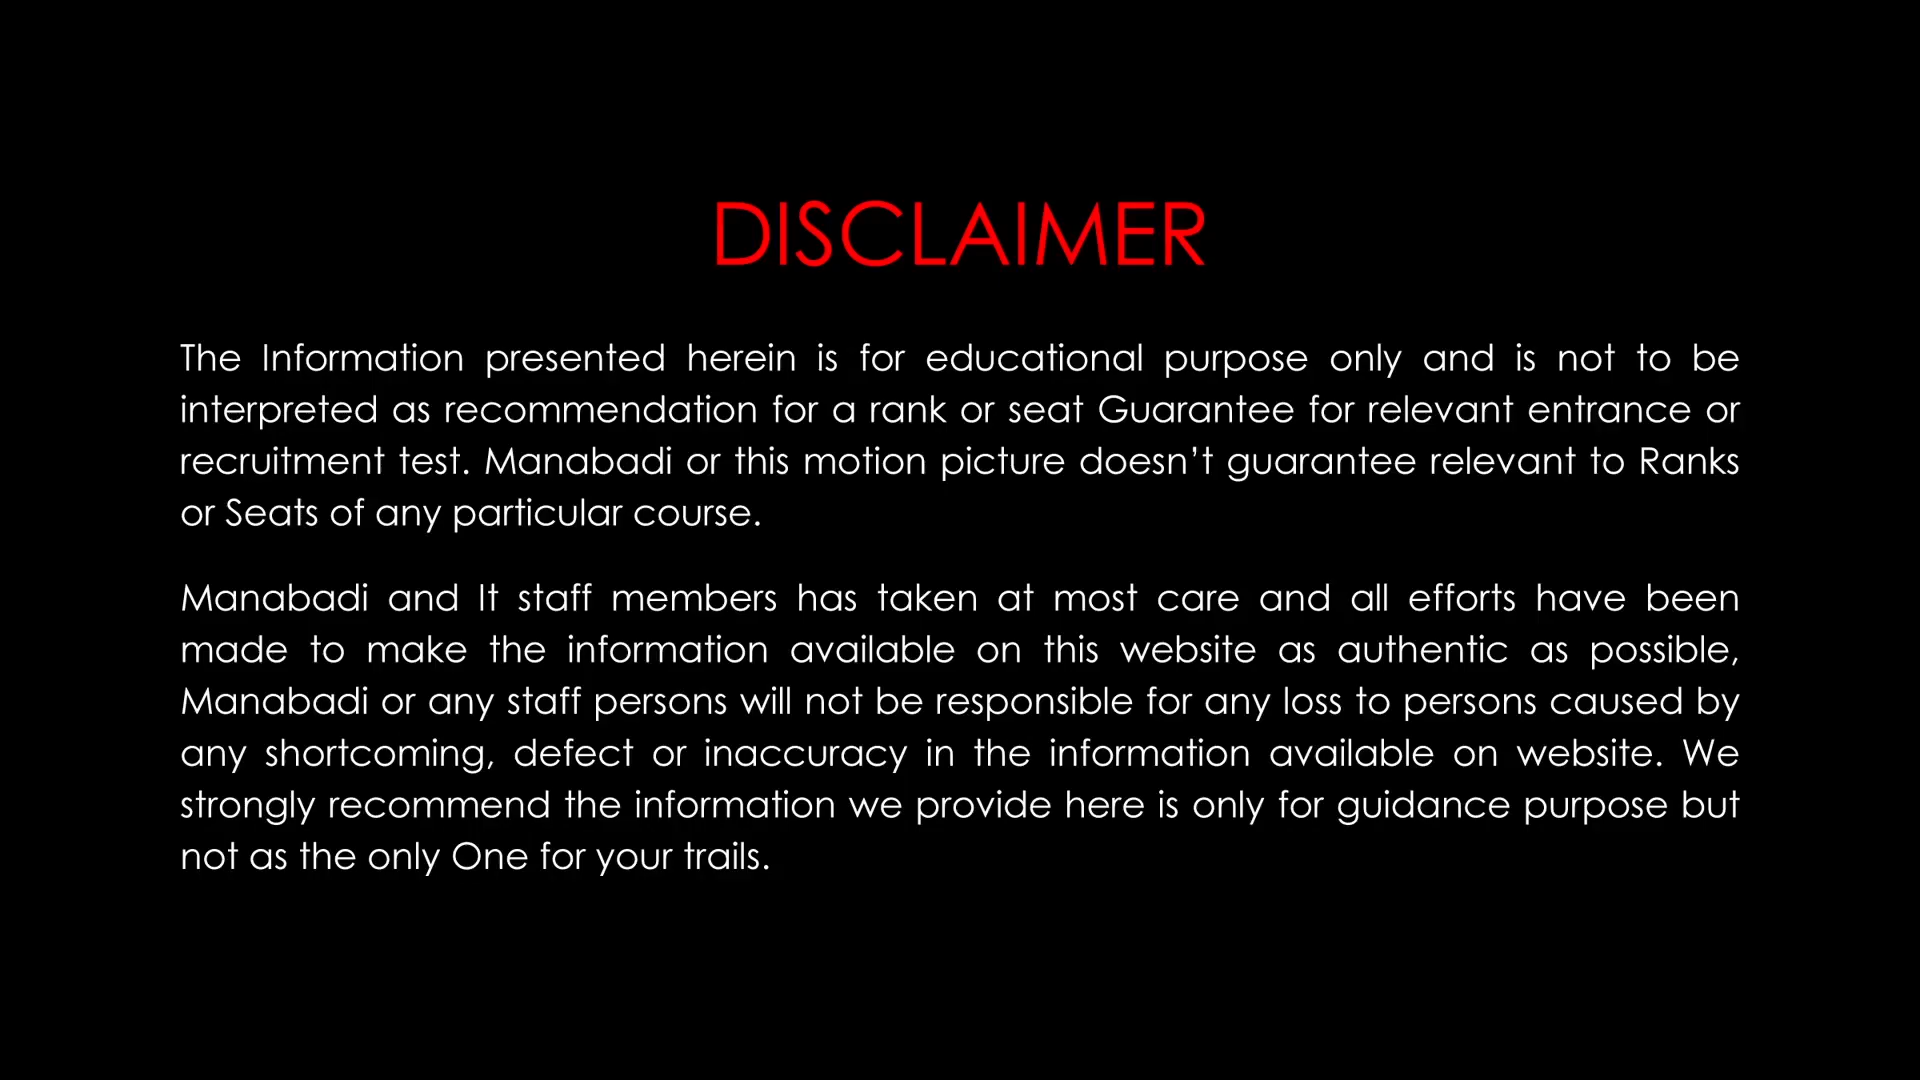 DISCLAIMER
The Information presented herein is for educational purpose only and is not to be
interpreted as recommendation for a rank or seat Guarantee for relevant entrance or
recruitment test. Manabadi or this motion picture doesn’t guarantee relevant to Ranks
or Seats of any particular course.
Manabadi and It staff members has taken at most care and all efforts have been
made to make the information available on this website as authentic as possible,
Manabadi or any staff persons will not be responsible for any loss to persons caused by
any shortcoming, defect or inaccuracy in the information available on website. We
strongly recommend the information we provide here is only for guidance purpose but
not as the only One for your trails.